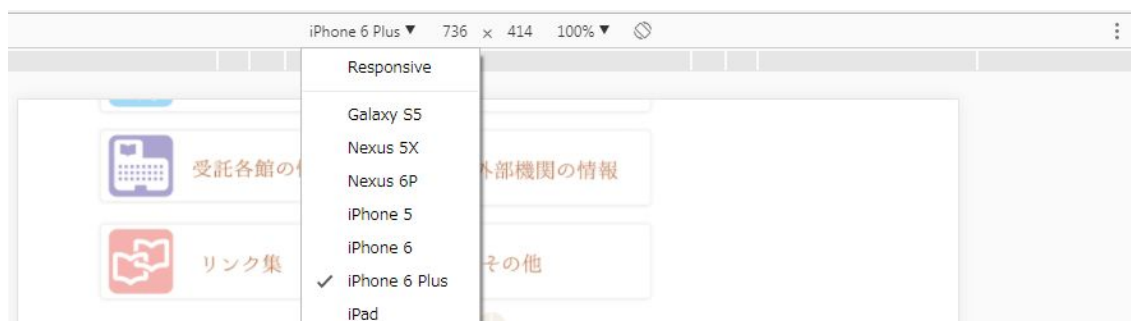 iPhone 6 Plus ▼ 736 × 414 100% ▼
Responsive
Galaxy S5
Nexus 5X
Nexus 6P
iPhone 5
iPhone 6
✓ iPhone 6 Plus
iPad
受託各館の
部機関の情報
リンク集
その他